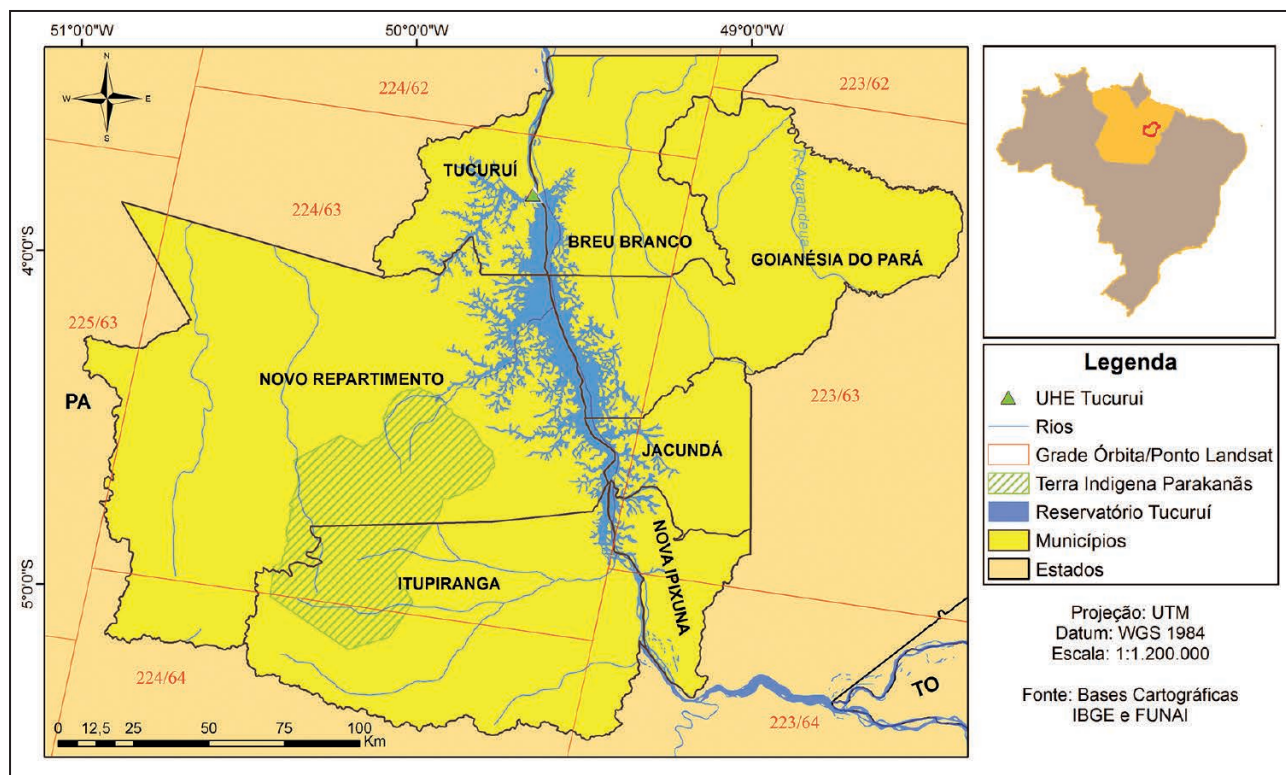 51°0'0"W
50°0'0"W
49°0'0"W
N
W
E
S
224/62
223/62
TUCURUÍ
R. Ararandeua
224/63
BREU BRANCO
GOIANÉSIA DO PARÁ
4°0'0"S
225/63
NOVO REPARTIMENTO
PA
223/63
JACUNDÁ
NOVA IPIXUNA
5°0'0"S
ITUPIRANGA
224/64
TO
223/64
0 12,5 25 50 75 100
Km
Legenda
UHE Tucurui
Rios
Grade Órbita/Ponto Landsat
Terra Indigena Parakanãs
Reservatório Tucuruí
Municípios
Estados
Projeção: UTM
Datum: WGS 1984
Escala: 1:1.200.000
Fonte: Bases Cartográficas
IBGE e FUNAI